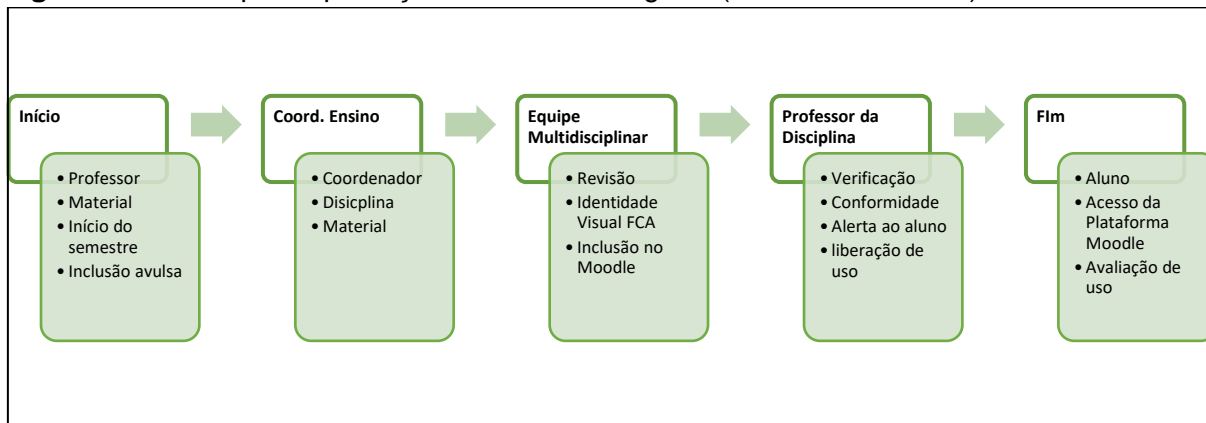 Início
• Professor
• Material
• Início do
semestre
• Inclusão avulsa
Coord. Ensino
• Coordenador
• Disicplina
• Material
Equipe
Multidisciplinar
• Revisão
• Identidade
Visual FCA
• Inclusão no
Moodle
Professor da
Disciplina
• Verificação
• Conformidade
• Alerta ao aluno
• liberação de
uso
FIm
• Aluno
• Acesso da
Plataforma
Moodle
• Avaliação de
uso